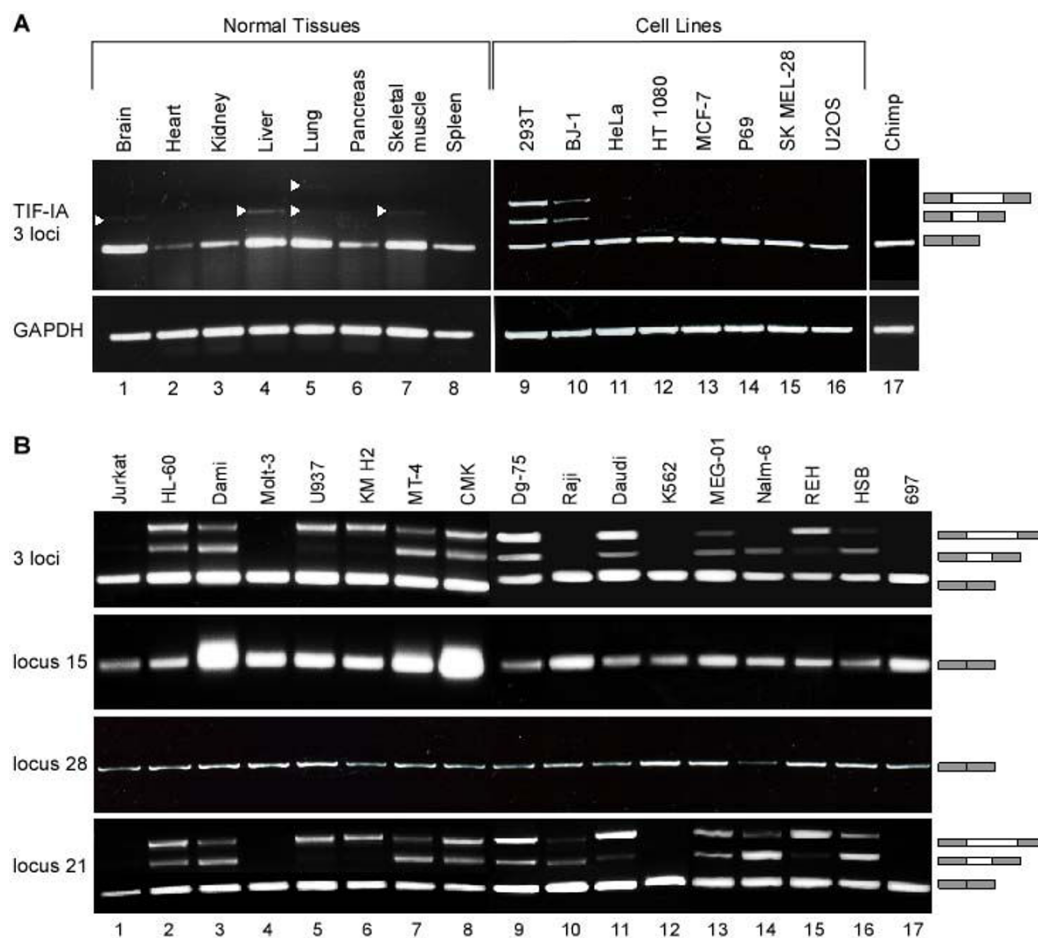 A
Normal Tissues
Cell Lines
Brain
Heart
Kidney
Liver
Lung
Pancreas
Skeletal
muscle
Spleen
293T
BJ-1
HeLa
HT 1080
MCF-7
P69
SK MEL-28
U2OS
Chimp
TIF-IA
3 loci
GAPDH
1 2 3 4 5 6 7 8 9 10 11 12 13 14 15 16 17
B
Jurkat
HL-60
Dami
Molt-3
U937
KM H2
MT-4
CMK
Dg-75
Raji
Daudi
K562
MEG-01
Nalm-6
REH
HSB
697
3 loci
locus 15
locus 28
locus 21
1 2 3 4 5 6 7 8 9 10 11 12 13 14 15 16 17